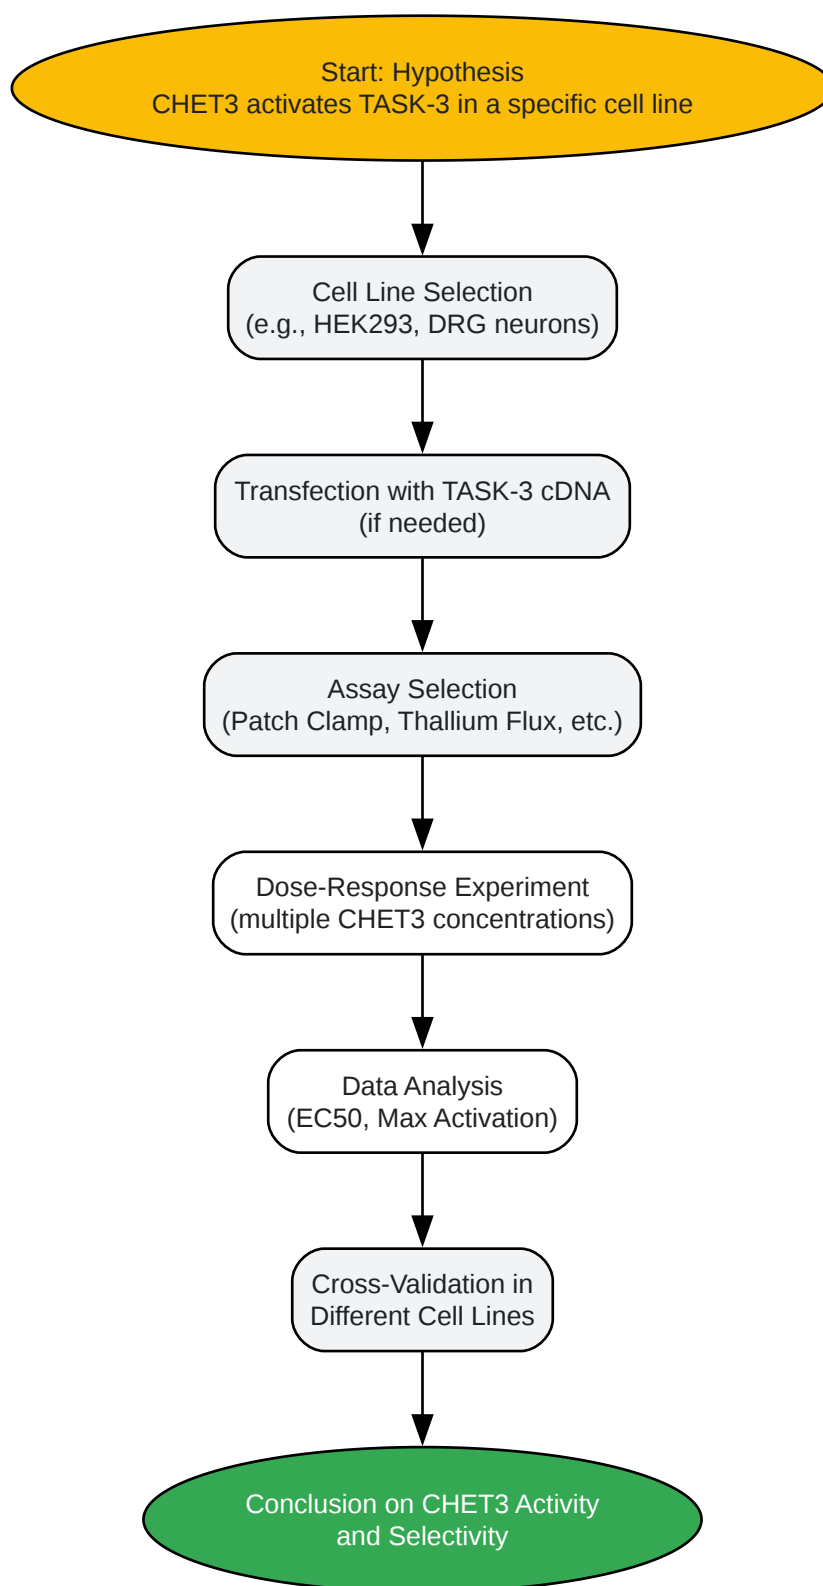 Start: Hypothesis
CHET3 activates TASK-3 in a specific cell line
Cell Line Selection
(e.g., HEK293, DRG neurons)
Transfection with TASK-3 cDNA
(if needed)
Assay Selection
(Patch Clamp, Thallium Flux, etc.)
Dose-Response Experiment
(multiple CHET3 concentrations)
Data Analysis
(EC50, Max Activation)
Cross-Validation in
Different Cell Lines
Conclusion on CHET3 Activity
and Selectivity